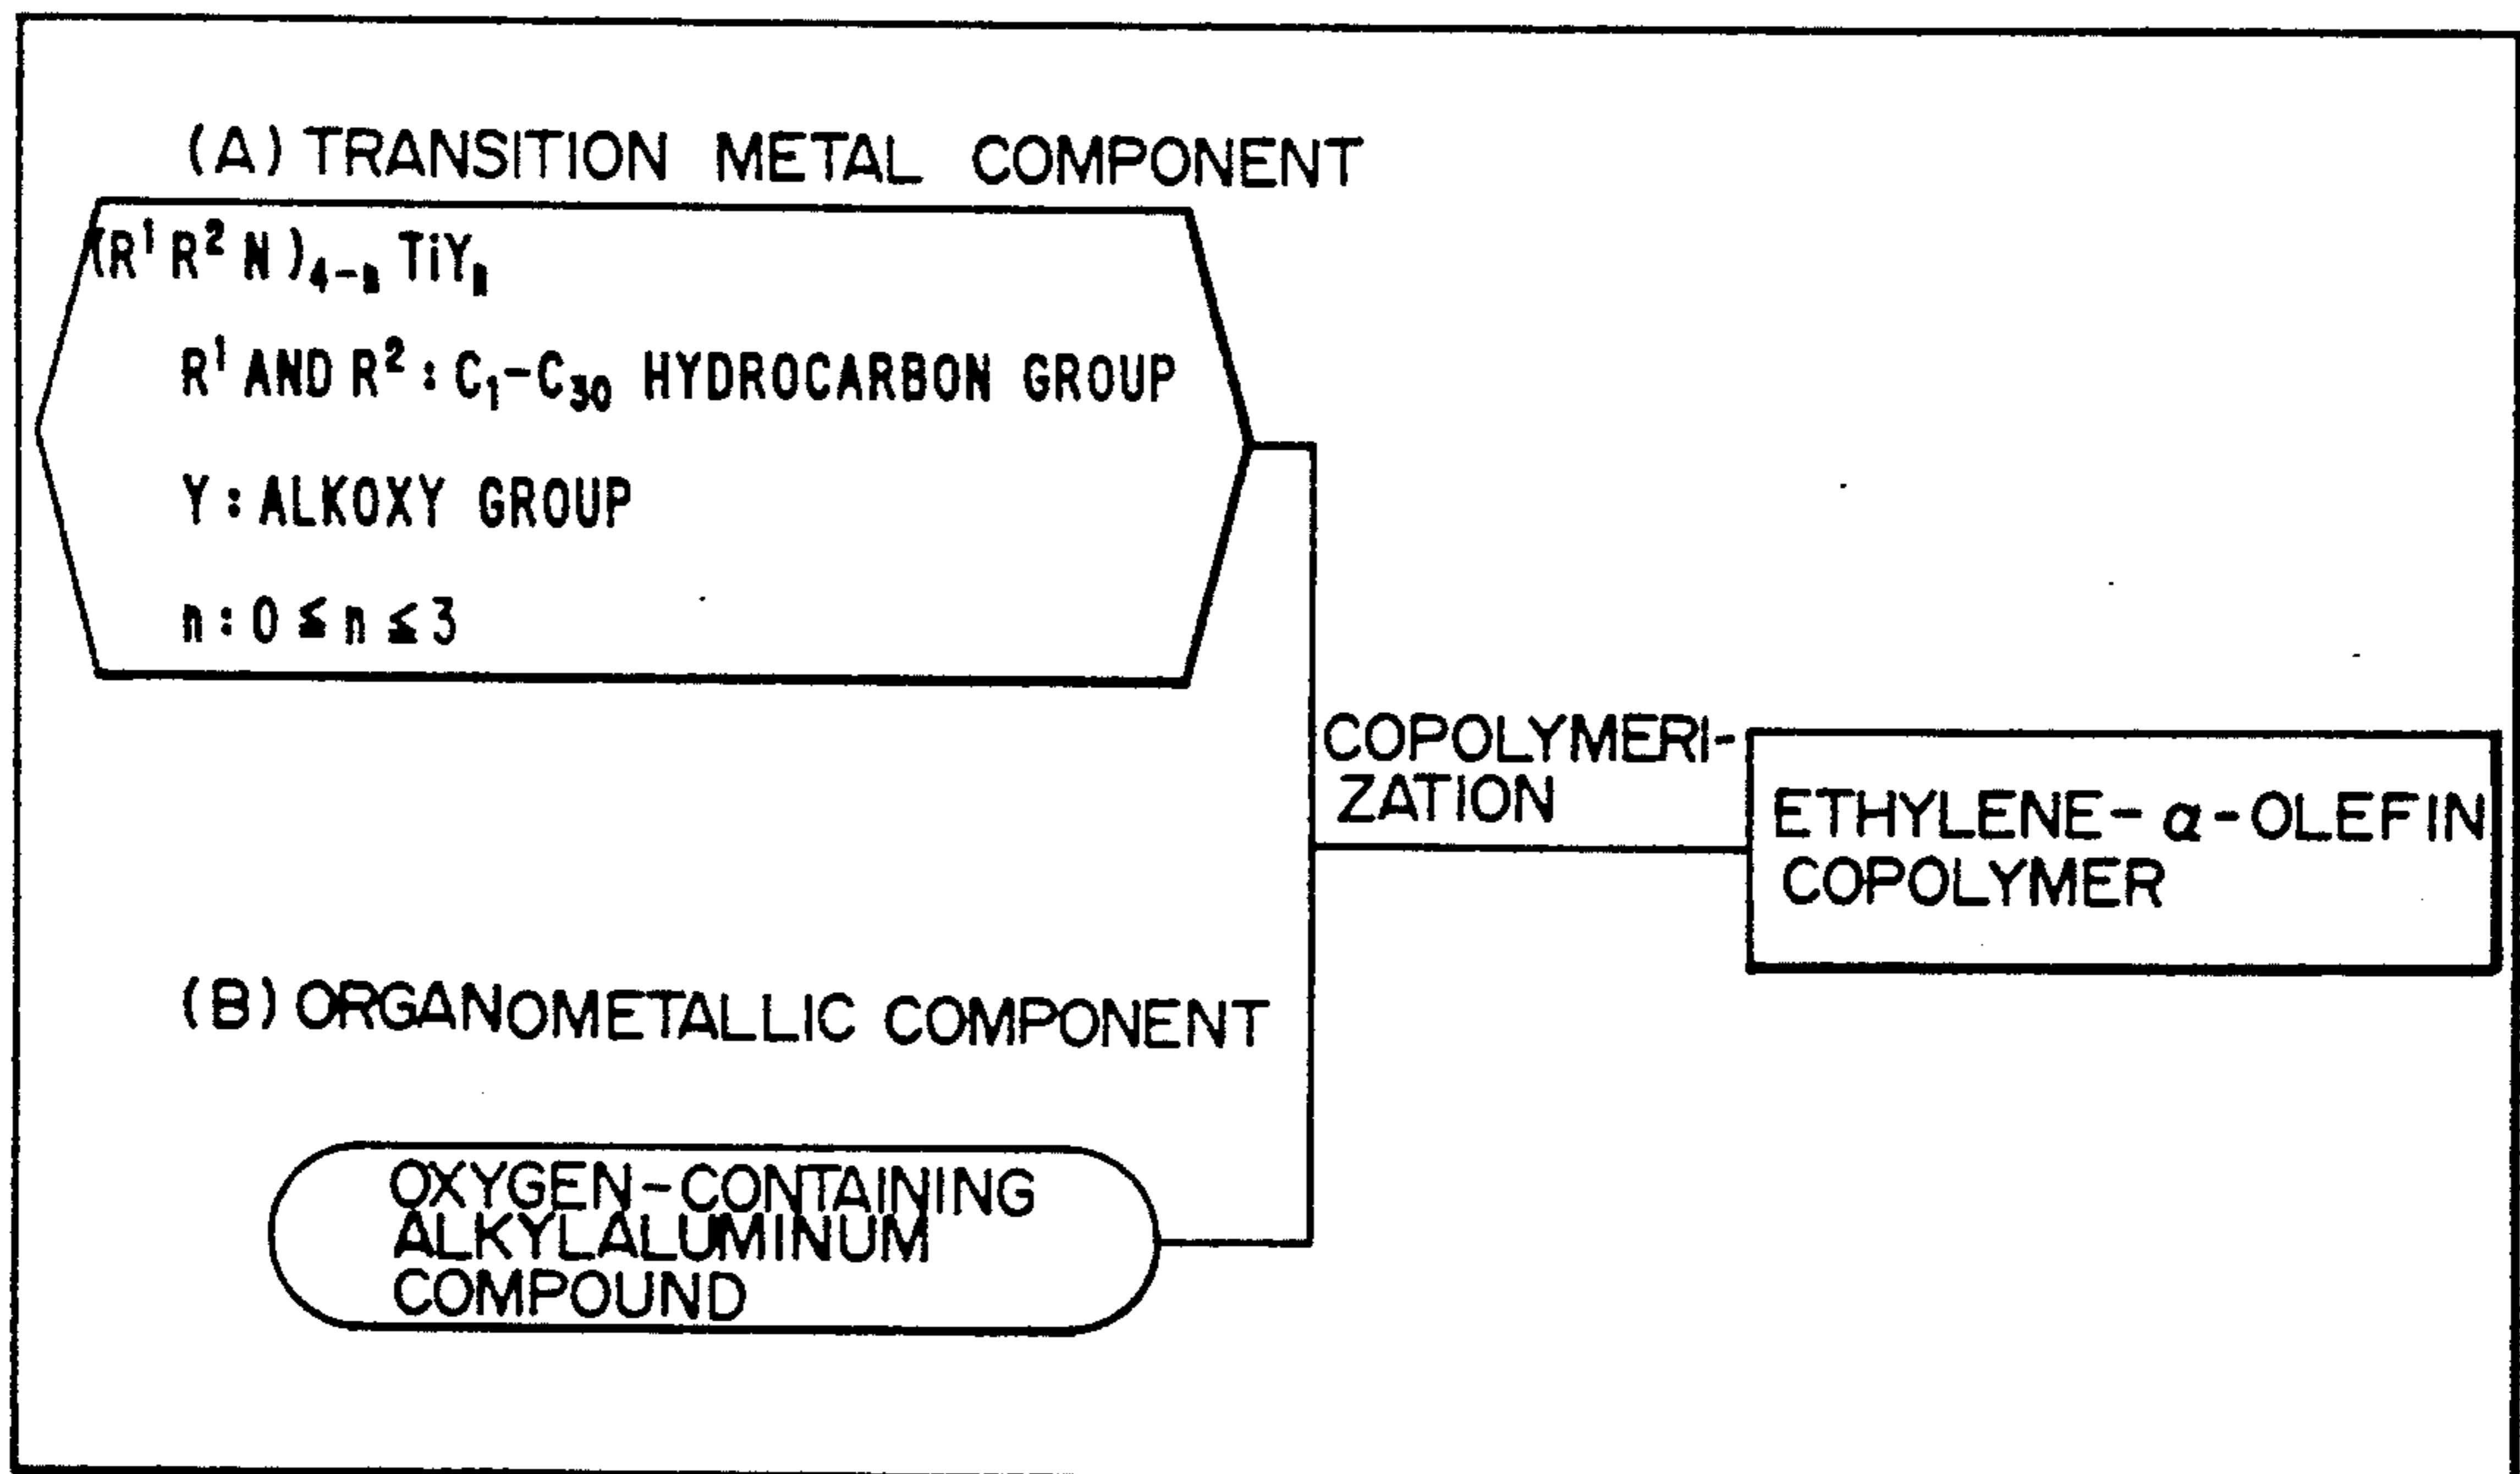 (A) TRANSITION METAL COMPONENT
(R¹R²N)₄₋ₙ TiYₙ
R¹ AND R² : C₁-C₃₀ HYDROCARBON GROUP
Y : ALKOXY GROUP
n : 0 ≦ n ≦ 3
COPOLYMERI-
ZATION
ETHYLENE-α-OLEFIN
COPOLYMER
(B) ORGANOMETALLIC COMPONENT
OXYGEN-CONTAINING
ALKYLALUMINUM
COMPOUND